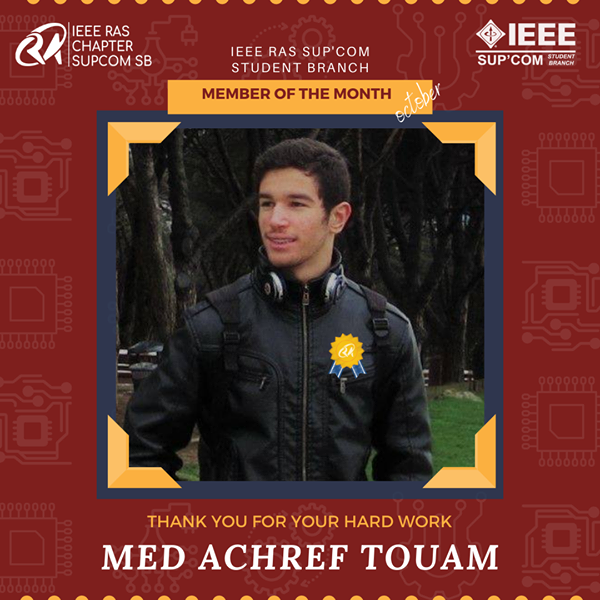 IEEE RAS
CHAPTER
SUPCOM SB
IEEE
SUP'COM STUDENT BRANCH
IEEE RAS SUP'COM
STUDENT BRANCH
MEMBER OF THE MONTH
october
THANK YOU FOR YOUR HARD WORK
MED ACHREF TOUAM